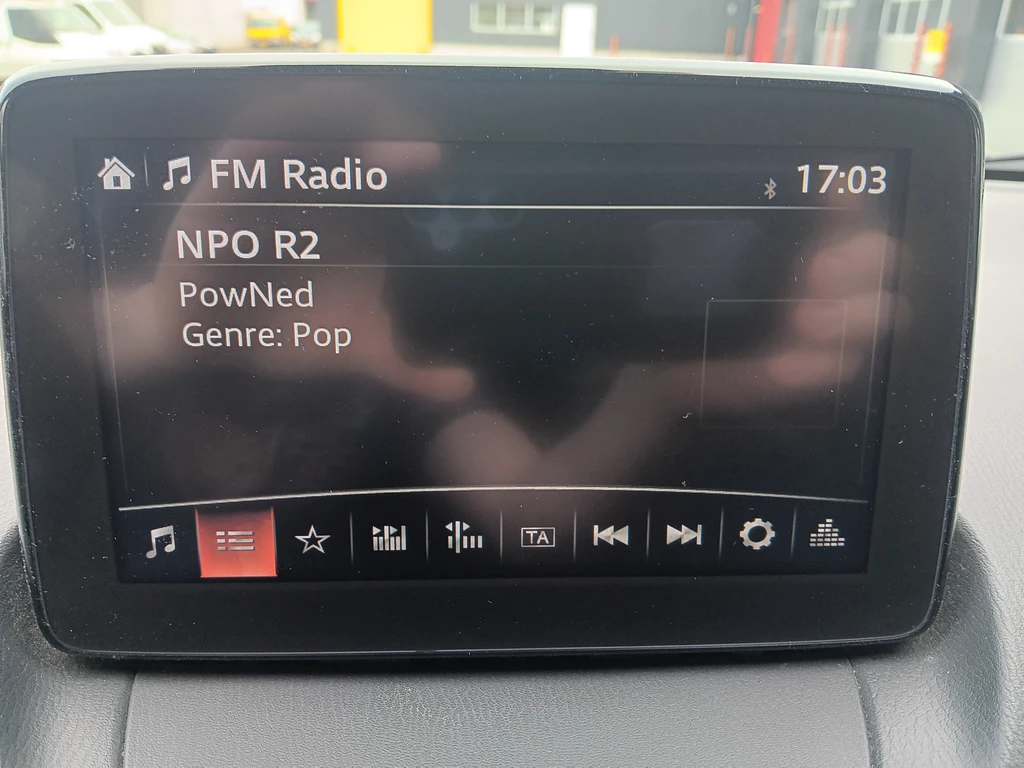 FM Radio
17:03
NPO R2
PowNed
Genre: Pop
TA